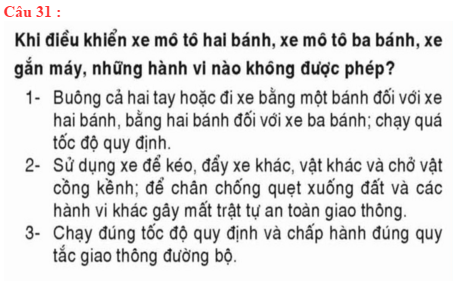 Câu 31 :
Khi điều khiển xe mô tô hai bánh, xe mô tô ba bánh, xe
gắn máy, những hành vi nào không được phép?
1- Buông cả hai tay hoặc đi xe bằng một bánh đối với xe
hai bánh, bằng hai bánh đối với xe ba bánh; chạy quá
tốc độ quy định.
2- Sử dụng xe để kéo, đẩy xe khác, vật khác và chở vật
cồng kềnh; để chân chống quẹt xuống đất và các
hành vi khác gây mất trật tự an toàn giao thông.
3- Chạy đúng tốc độ quy định và chấp hành đúng quy
tắc giao thông đường bộ.